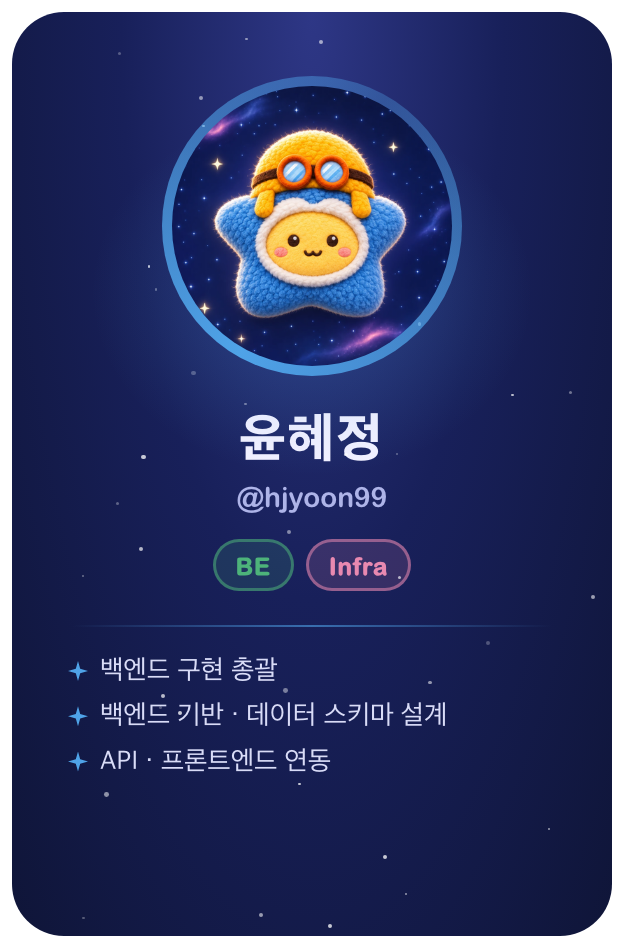 윤혜정
@hjyoon99
BE Infra
백엔드 구현 총괄
백엔드 기반 · 데이터 스키마 설계
API · 프론트엔드 연동